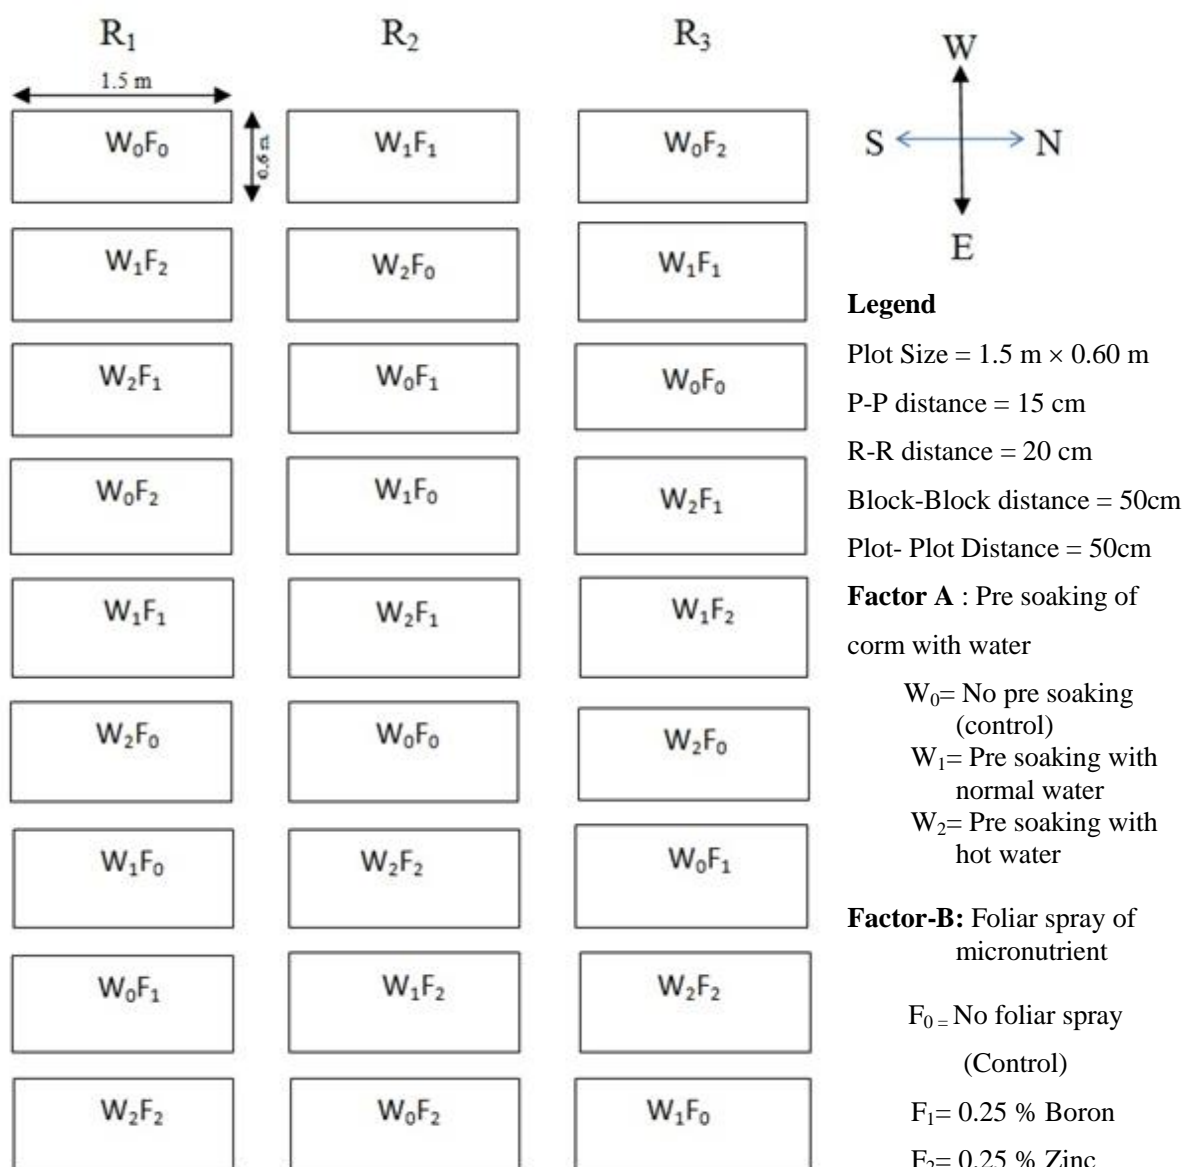 R₁ R₂ R₃
1.5 m
0.6 m
W₀F₀ W₁F₁ W₀F₂
W₁F₂ W₂F₀ W₁F₁
W₂F₁ W₀F₁ W₀F₀
W₀F₂ W₁F₀ W₂F₁
W₁F₁ W₂F₁ W₁F₂
W₂F₀ W₀F₀ W₂F₀
W₁F₀ W₂F₂ W₀F₁
W₀F₁ W₁F₂ W₂F₂
W₂F₂ W₀F₂ W₁F₀
W
S N
E
Legend
Plot Size = 1.5 m × 0.60 m
P-P distance = 15 cm
R-R distance = 20 cm
Block-Block distance = 50cm
Plot- Plot Distance = 50cm
Factor A : Pre soaking of
corm with water
W₀= No pre soaking
(control)
W₁= Pre soaking with
normal water
W₂= Pre soaking with
hot water
Factor-B: Foliar spray of
micronutrient
F₀ = No foliar spray
(Control)
F₁= 0.25 % Boron
F₂= 0.25 % Zinc